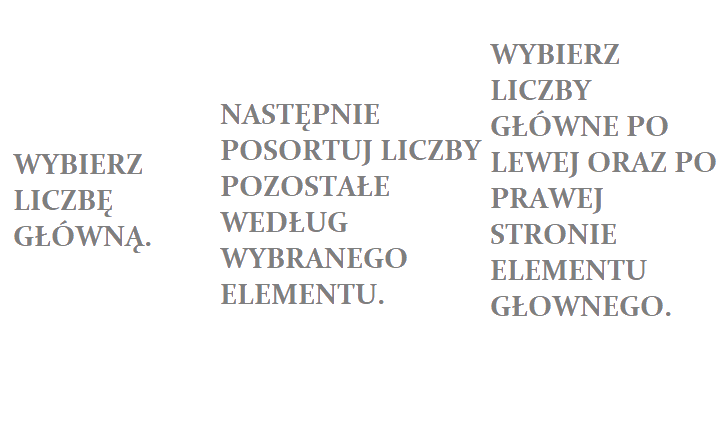 WYBIERZ
LICZBĘ
GŁÓWNĄ.
NASTĘPNIE
POSORTUJ LICZBY
POZOSTAŁE
WEDŁUG
WYBRANEGO
ELEMENTU.
WYBIERZ
LICZBY
GŁÓWNE PO
LEWEJ ORAZ PO
PRAWEJ
STRONIE
ELEMENTU
GŁOWNEGO.